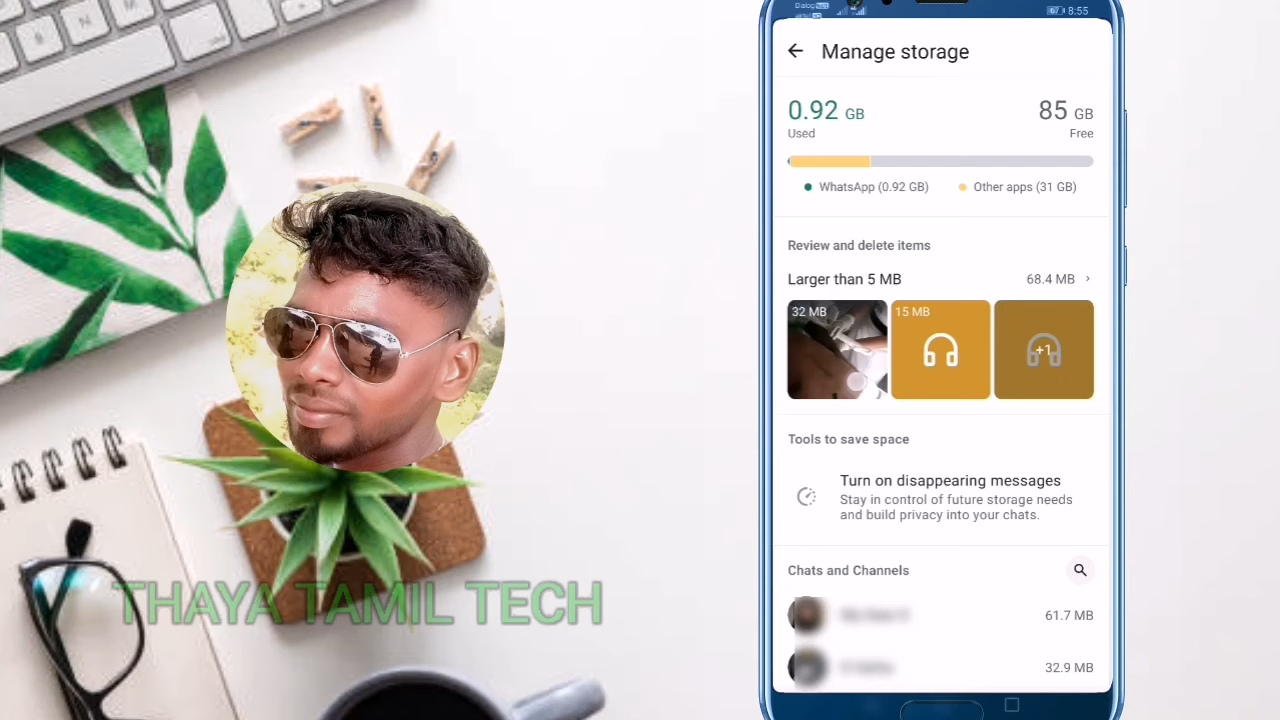 Dialog
67
8:55
Manage storage
0.92 GB
85 GB
Used
Free
WhatsApp (0.92 GB)
Other apps (31 GB)
Review and delete items
Larger than 5 MB
68.4 MB
32 MB
15 MB
+1
Tools to save space
Turn on disappearing messages
Stay in control of future storage needs
and build privacy into your chats.
Chats and Channels
61.7 MB
32.9 MB
THAYA TAMIL TECH